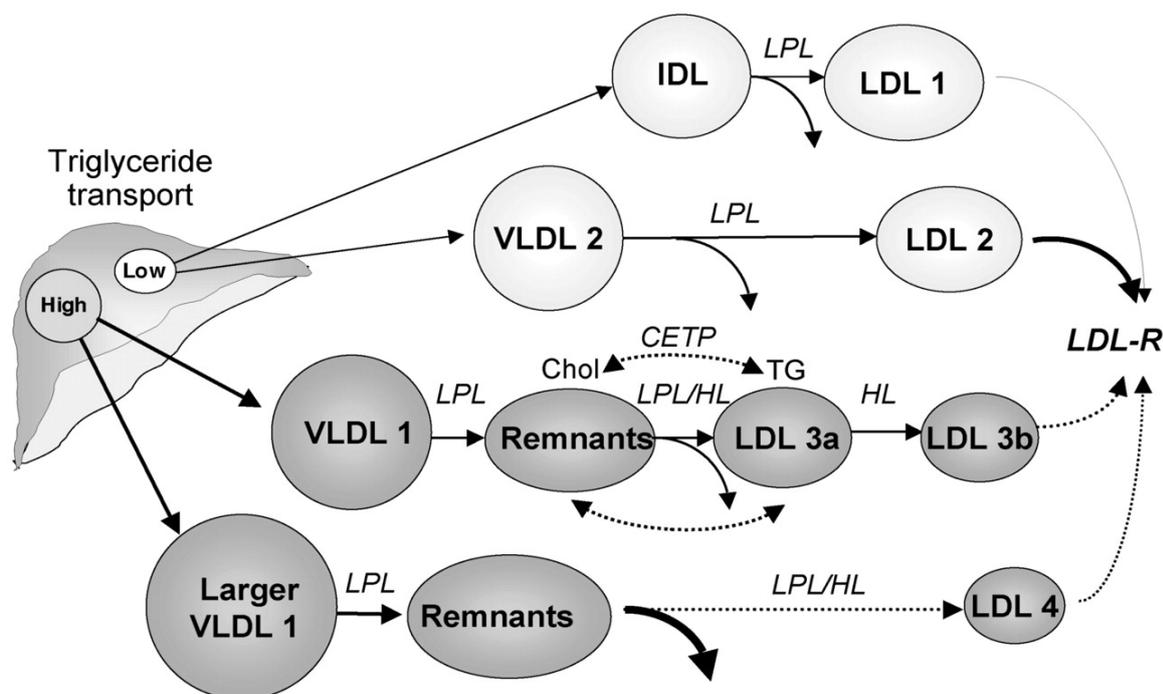 LPL
IDL
LDL 1
Triglyceride
transport
LPL
VLDL 2
LDL 2
Low
High
LDL-R
CETP
Chol
TG
LPL
LPL/HL
HL
VLDL 1
Remnants
LDL 3a
LDL 3b
LPL
LPL/HL
Larger
VLDL 1
Remnants
LDL 4